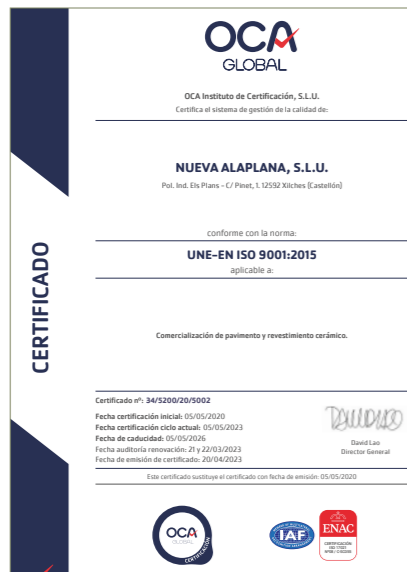 OCA
GLOBAL
OCA Instituto de Certificación, S.L.U.
Certifica el sistema de gestión de la calidad de:
NUEVA ALAPLANA, S.L.U.
Pol. Ind. Els Plans - C/ Pinet, 1. 12592 Xilches (Castellón)
conforme con la norma:
UNE-EN ISO 9001:2015
aplicable a:
CERTIFICADO
Comercialización de pavimento y revestimiento cerámico.
Certificado nº: 34/5200/20/5002
Fecha certificación inicial: 05/05/2020
Fecha certificación ciclo actual: 05/05/2023
Fecha de caducidad: 05/05/2026
Fecha auditoría renovación: 21 y 22/03/2023
Fecha de emisión de certificado: 20/04/2023
David Lao
Director General
Este certificado sustituye el certificado con fecha de emisión: 05/05/2020
OCA
GLOBAL
CERTIFICACIÓN
IAF
ENAC
CERTIFICACIÓN